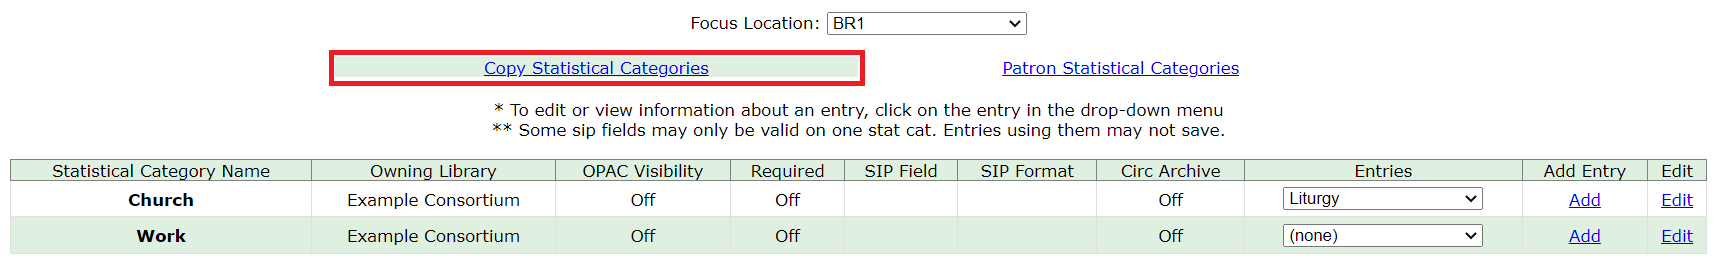 Focus Location: BR1
Copy Statistical Categories Patron Statistical Categories
* To edit or view information about an entry, click on the entry in the drop-down menu
** Some sip fields may only be valid on one stat cat. Entries using them may not save.
Statistical Category Name Owning Library OPAC Visibility Required SIP Field SIP Format Circ Archive Entries Add Entry Edit
Church Example Consortium Off Off Off Liturgy Add Edit
Work Example Consortium Off Off Off (none) Add Edit